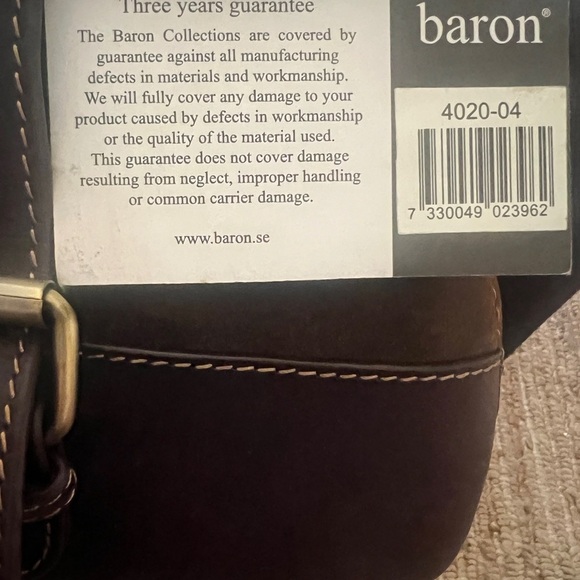 Three years guarantee
The Baron Collections are covered by
guarantee against all manufacturing
defects in materials and workmanship.
We will fully cover any damage to your
product caused by defects in workmanship
or the quality of the material used.
This guarantee does not cover damage
resulting from neglect, improper handling
or common carrier damage.
www.baron.se
baron®
4020-04
7 330049 023962